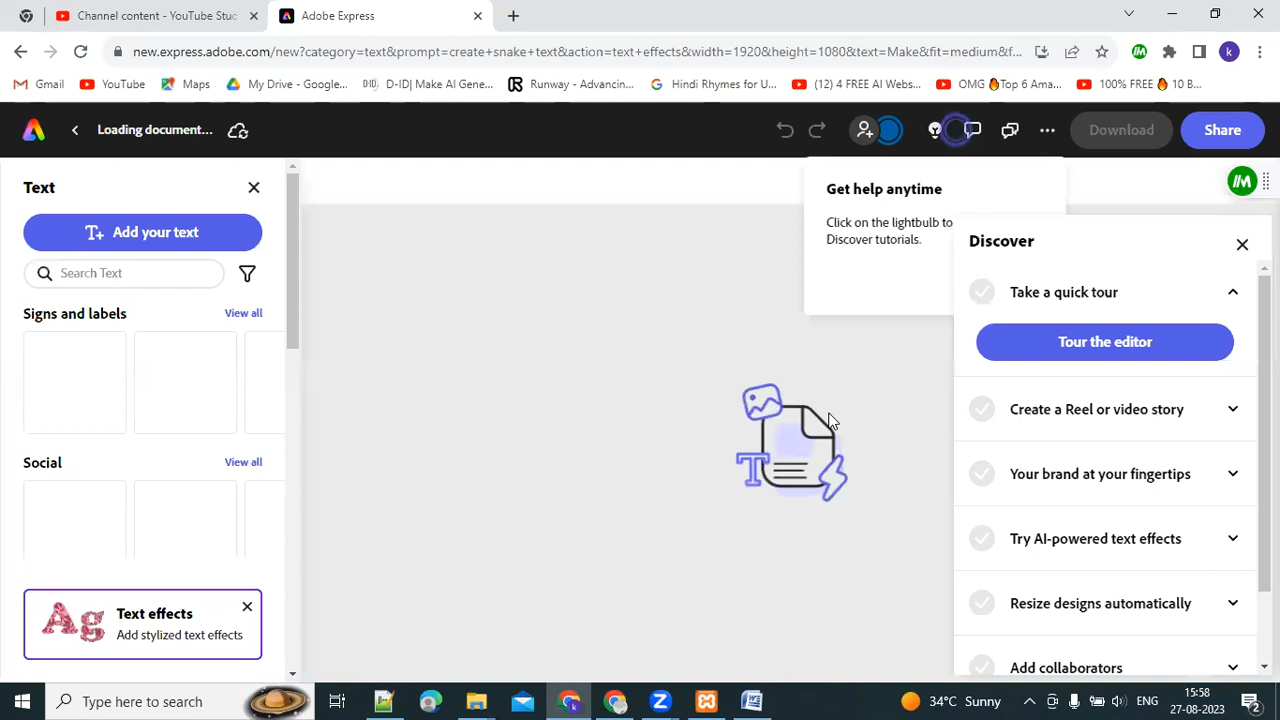 Channel content - YouTube Stud
Adobe Express
new.express.adobe.com/new?category=text&prompt=create+snake+text&action=text+effects&width=1920&height=1080&text=Make&fit=medium&f...
Gmail
YouTube
Maps
My Drive - Google...
D-ID| Make AI Gene...
Runway - Advancin...
Hindi Rhymes for U...
(12) 4 FREE AI Webs...
OMG 🔥Top 6 Ama...
100% FREE 🔥 10 B...
Loading document...
Download
Share
Text
Add your text
Search Text
Signs and labels
View all
Social
View all
Text effects
Add stylized text effects
Get help anytime
Click on the lightbulb to
Discover tutorials.
Discover
Take a quick tour
Tour the editor
Create a Reel or video story
Your brand at your fingertips
Try AI-powered text effects
Resize designs automatically
Add collaborators
Type here to search
34°C Sunny
ENG
15:58
27-08-2023
2